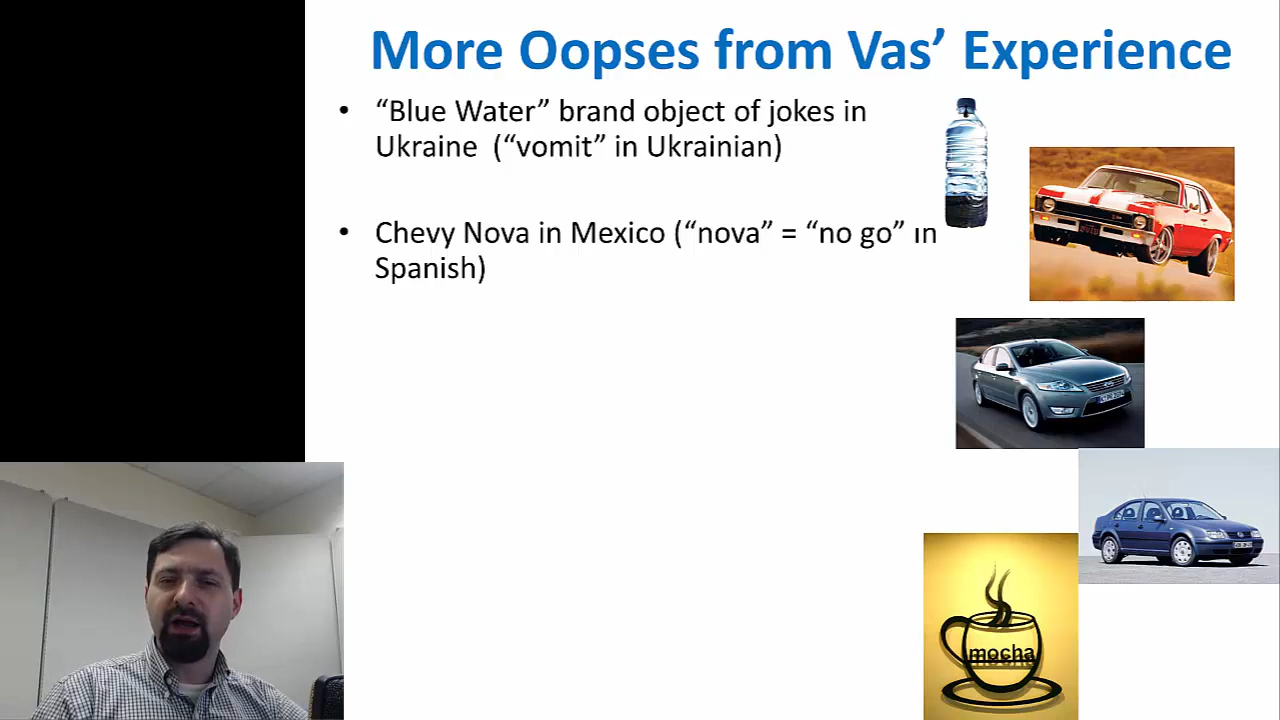 More Oopses from Vas’ Experience
• “Blue Water” brand object of jokes in
Ukraine (“vomit” in Ukrainian)
• Chevy Nova in Mexico (“nova” = “no go” in
Spanish)
mocha